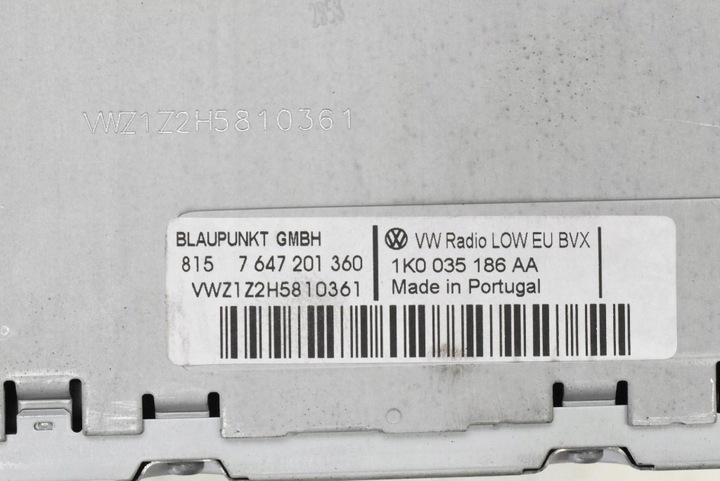 VWZ1Z2H5810361
BLAUPUNKT GMBH
815 7 647 201 360
VWZ1Z2H5810361
VW Radio LOW EU BVX
1K0 035 186 AA
Made in Portugal